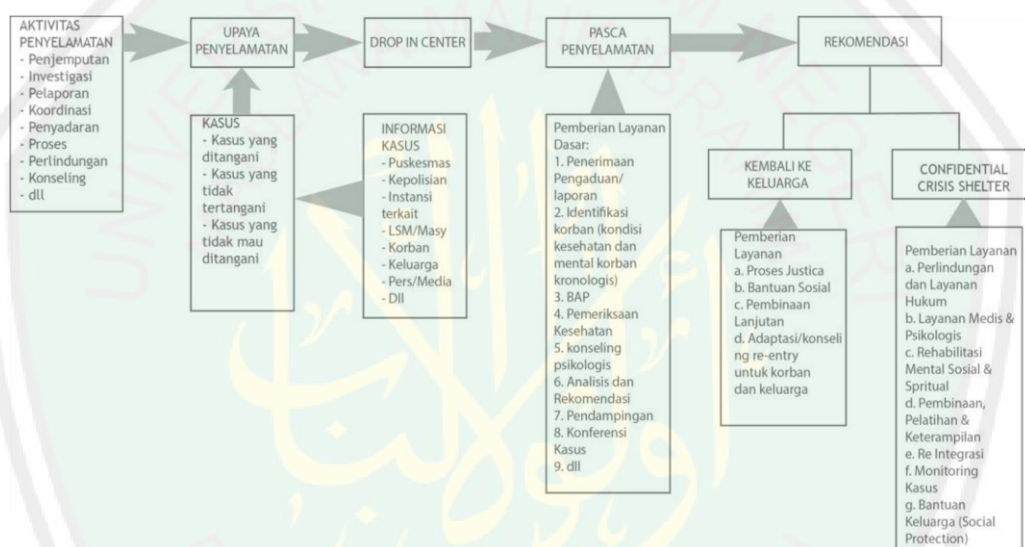 AKTIVITAS
PENYELAMATAN
- Penjemputan
- Investigasi
- Pelaporan
- Koordinasi
- Penyadaran
- Proses
- Perlindungan
- Konseling
- dll
UPAYA
PENYELAMATAN
DROP IN CENTER
PASCA
PENYELAMATAN
REKOMENDASI
KASUS
- Kasus yang
ditangani
- Kasus yang
tidak
tertangani
- Kasus yang
tidak mau
ditangani
INFORMASI
KASUS
- Puskesmas
- Kepolisian
- Instansi
terkait
- LSM/Masy
- Korban
- Keluarga
- Pers/Media
- Dll
Pemberian Layanan
Dasar:
1. Penerimaan
Pengaduan/
laporan
2. Identifikasi
korban (kondisi
kesehatan dan
mental korban
kronologis)
3. BAP
4. Pemeriksaan
Kesehatan
5. konseling
psikologis
6. Analisis dan
Rekomendasi
7. Pendampingan
8. Konferensi
Kasus
9. dll
KEMBALI KE
KELUARGA
Pemberian
Layanan
a. Proses Justica
b. Bantuan Sosial
c. Pembinaan
Lanjutan
d. Adaptasi/konseli
ng re-entry
untuk korban
dan keluarga
CONFIDENTIAL
CRISIS SHELTER
Pemberian Layanan
a. Perlindungan
dan Layanan
Hukum
b. Layanan Medis &
Psikologis
c. Rehabilitasi
Mental Sosial &
Spritual
d. Pembinaan,
Pelatihan &
Keterampilan
e. Re Integrasi
f. Monitoring
Kasus
g. Bantuan
Keluarga (Social
Protection)